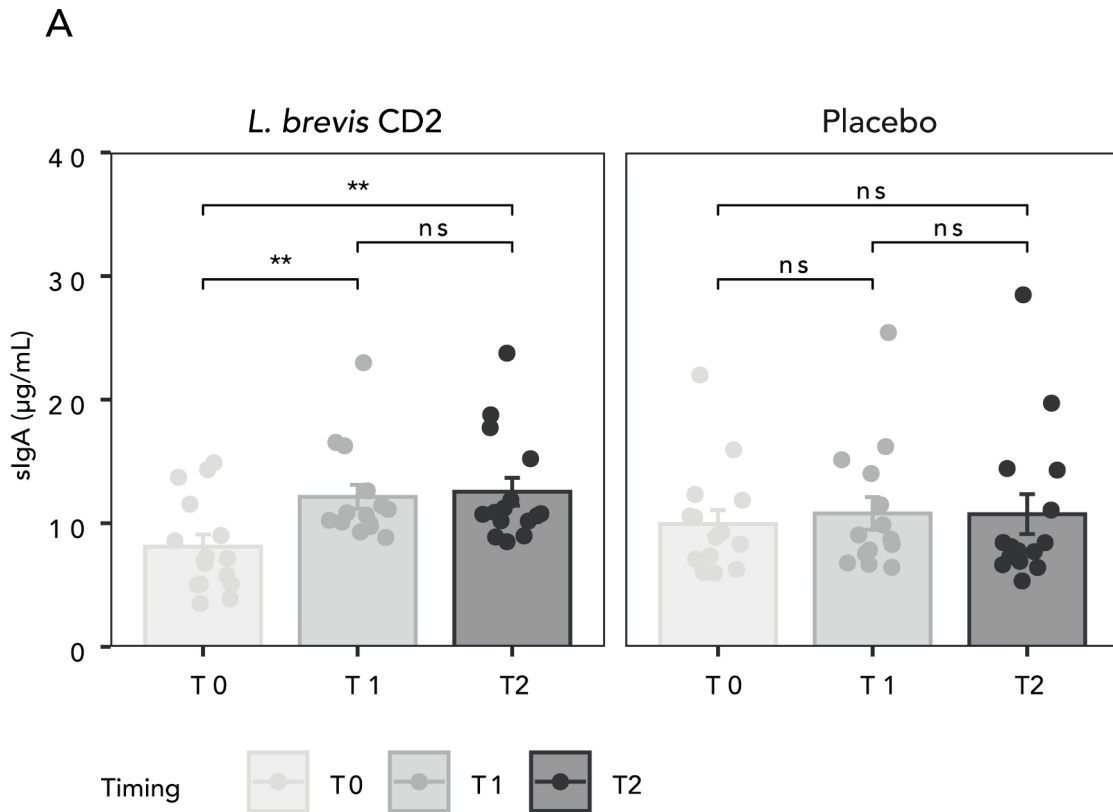 A
L. brevis CD2
Placebo
sIgA (µg/mL)
40
30
20
10
0
**
ns
**
ns
ns
ns
T0
T1
T2
T0
T1
T2
Timing
T0
T1
T2